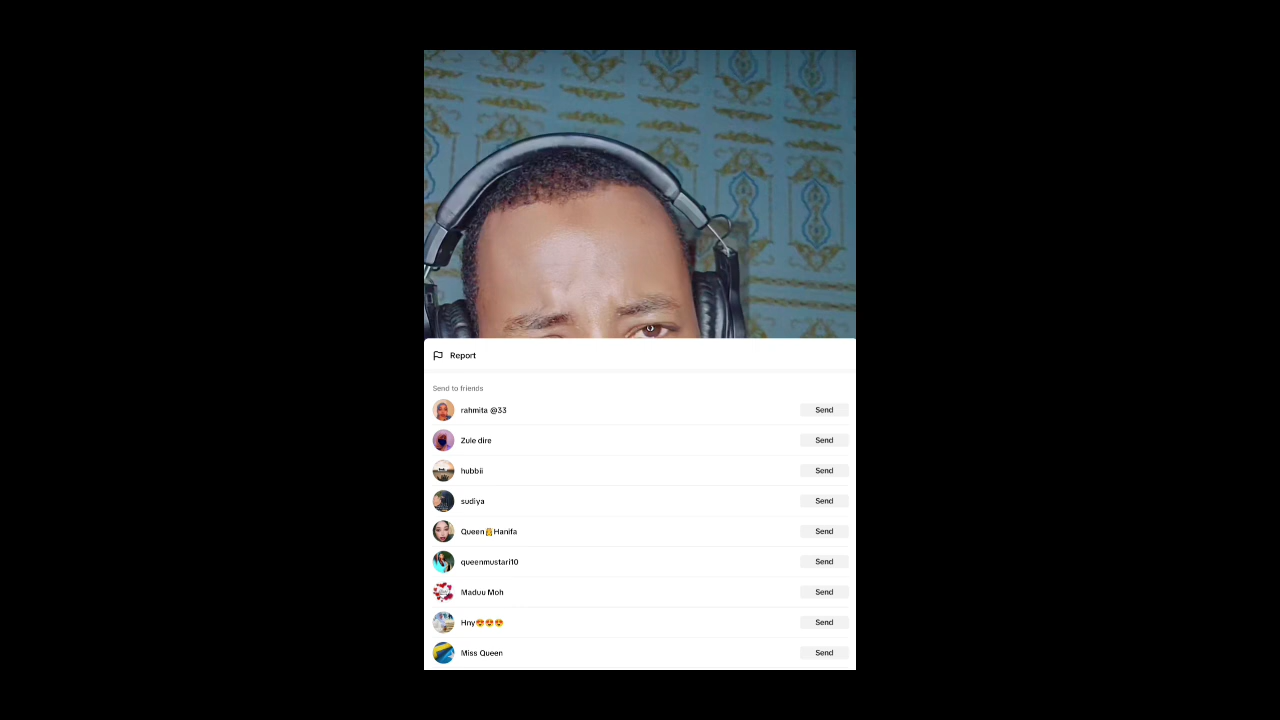 Report
Send to friends
rahmita @33 Send
Zule dire Send
hubbii Send
sudiya Send
Queen👸Hanifa Send
queenmustari10 Send
Maduu Moh Send
Hny😍😍😍 Send
Miss Queen Send